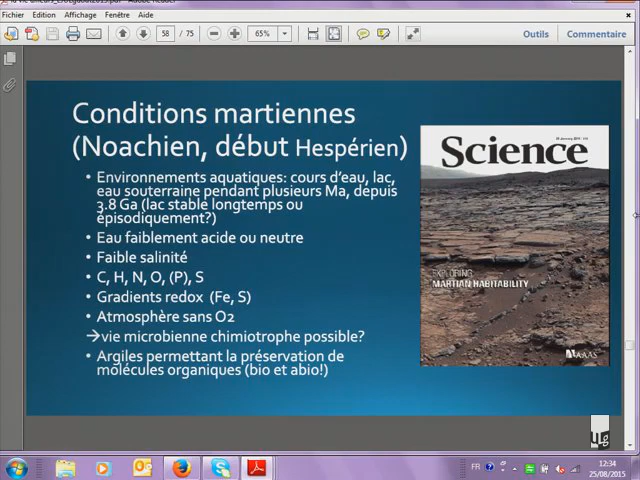 Fichier Edition Affichage Fenêtre Aide
58 / 75 65% Outils Commentaire
Conditions martiennes
(Noachien, début Hespérien)
• Environnements aquatiques: cours d'eau, lac,
eau souterraine pendant plusieurs Ma, depuis
3.8 Ga (lac stable longtemps ou
épisodiquement?)
• Eau faiblement acide ou neutre
• Faible salinité
• C, H, N, O, (P), S
• Gradients redox (Fe, S)
• Atmosphère sans O2
→vie microbienne chimiotrophe possible?
• Argiles permettant la préservation de
molécules organiques (bio et abio!)
Science
EXPLORING
MARTIAN HABITABILITY
AAAS
ULg
FR
12:34
25/08/2015